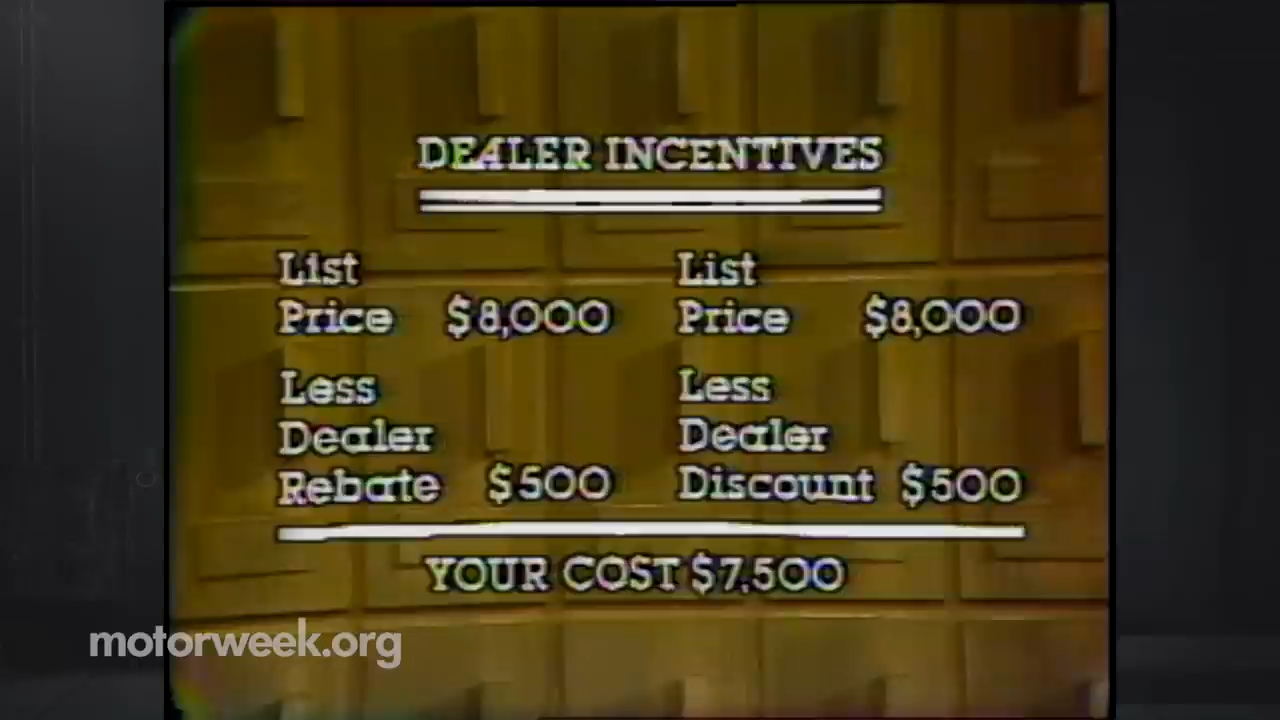 DEALER INCENTIVES
List
Price $8,000
Less
Dealer
Rebate $500
List
Price $8,000
Less
Dealer
Discount $500
YOUR COST $7,500
motorweek.org